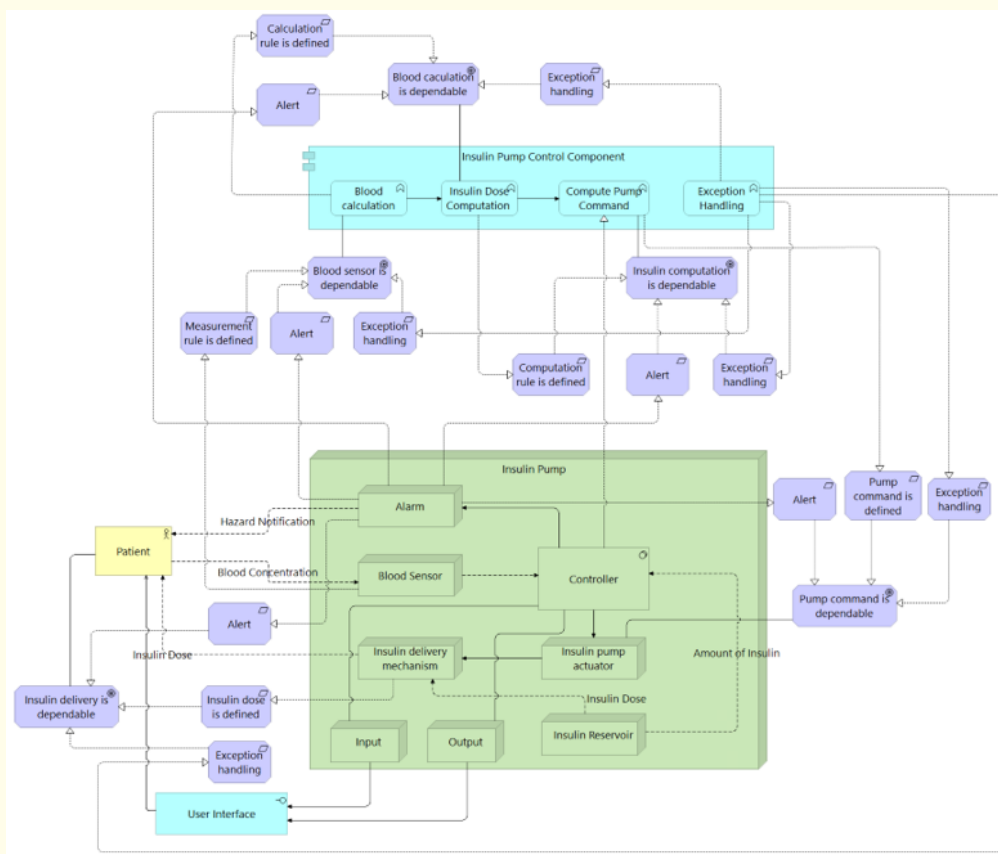 Calculation
rule is defined
Blood caculation
is dependable
Exception
handling
Alert
Insulin Pump Control Component
Blood
calculation
Insulin Dose
Computation
Compute Pump
Command
Exception
Handling
Blood sensor is
dependable
Insulin computation
is dependable
Measurement
rule is defined
Alert
Exception
handling
Computation
rule is defined
Alert
Exception
handling
Insulin Pump
Alarm
Alert
Pump
command is
defined
Exception
handling
Hazard Notification
Patient
Blood Concentration
Blood Sensor
Controller
Pump command is
dependable
Alert
Insulin Dose
Insulin delivery
mechanism
Insulin pump
actuator
Amount of Insulin
Insulin delivery is
dependable
Insulin dose
is defined
Insulin Dose
Input
Output
Insulin Reservoir
Exception
handling
User Interface